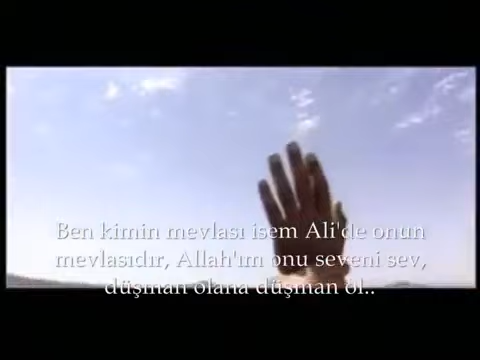 Ben kimin mevlası isem Ali'de onun
mevlasıdır, Allah'ım onu seveni sev,
düşman olana düşman ol..